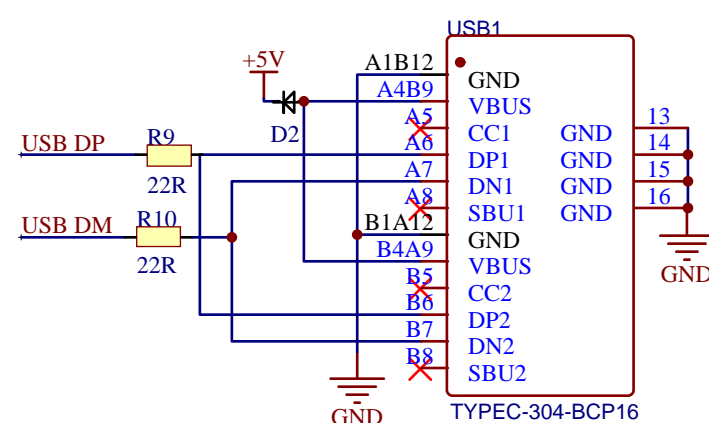 USB1
+5V
A1B12
GND
A4B9
VBUS
D2
A5
CC1
GND
13
USB DP
R9
22R
A6
DP1
GND
14
A7
DN1
GND
15
A8
SBU1
GND
16
USB DM
R10
22R
B1A12
GND
B4A9
VBUS
GND
B5
CC2
B6
DP2
B7
DN2
B8
SBU2
GND
TYPEC-304-BCP16